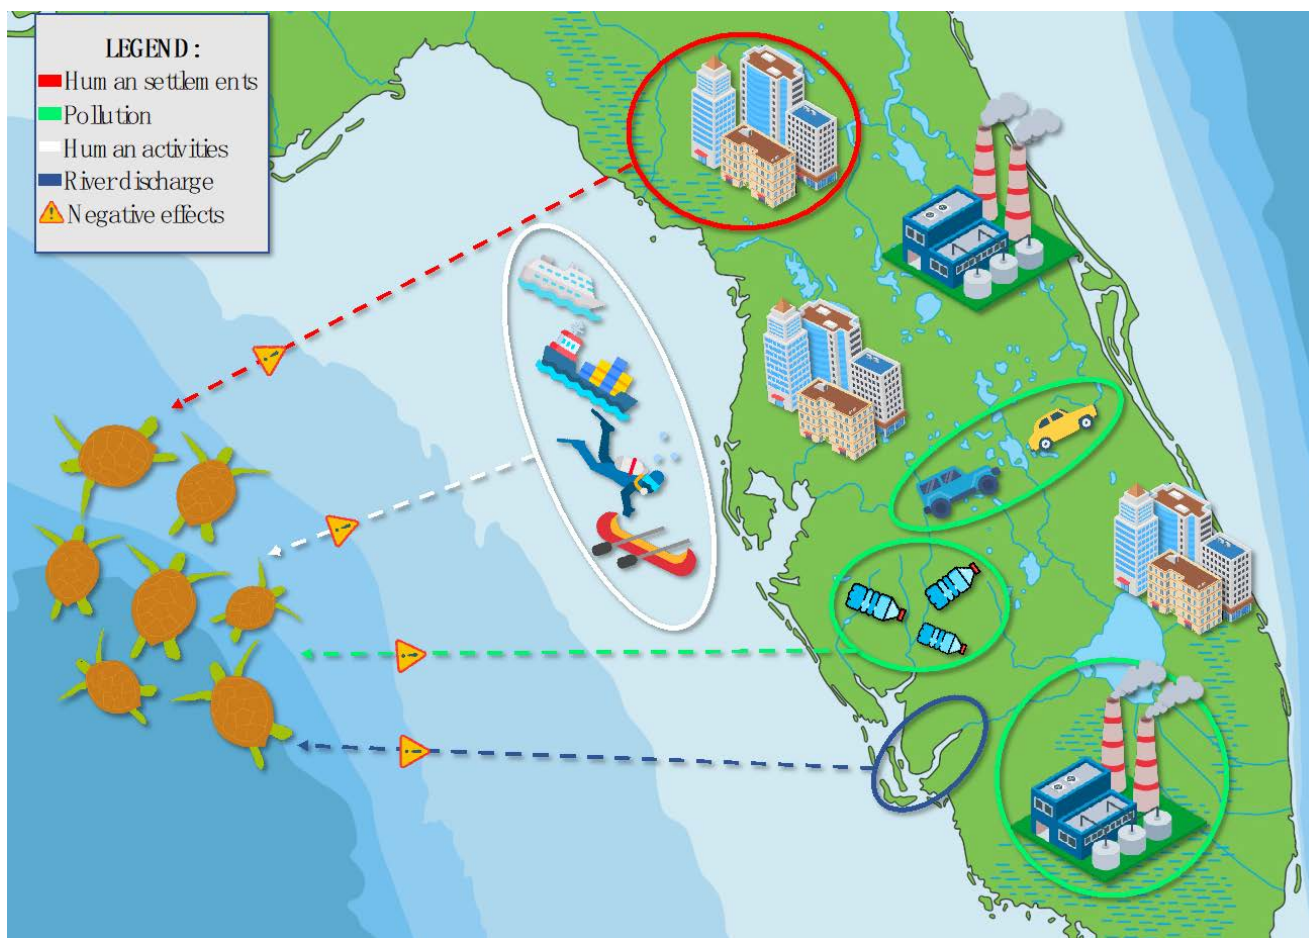 LEGEND:
Human settlements
Pollution
Human activities
River discharge
Negative effects